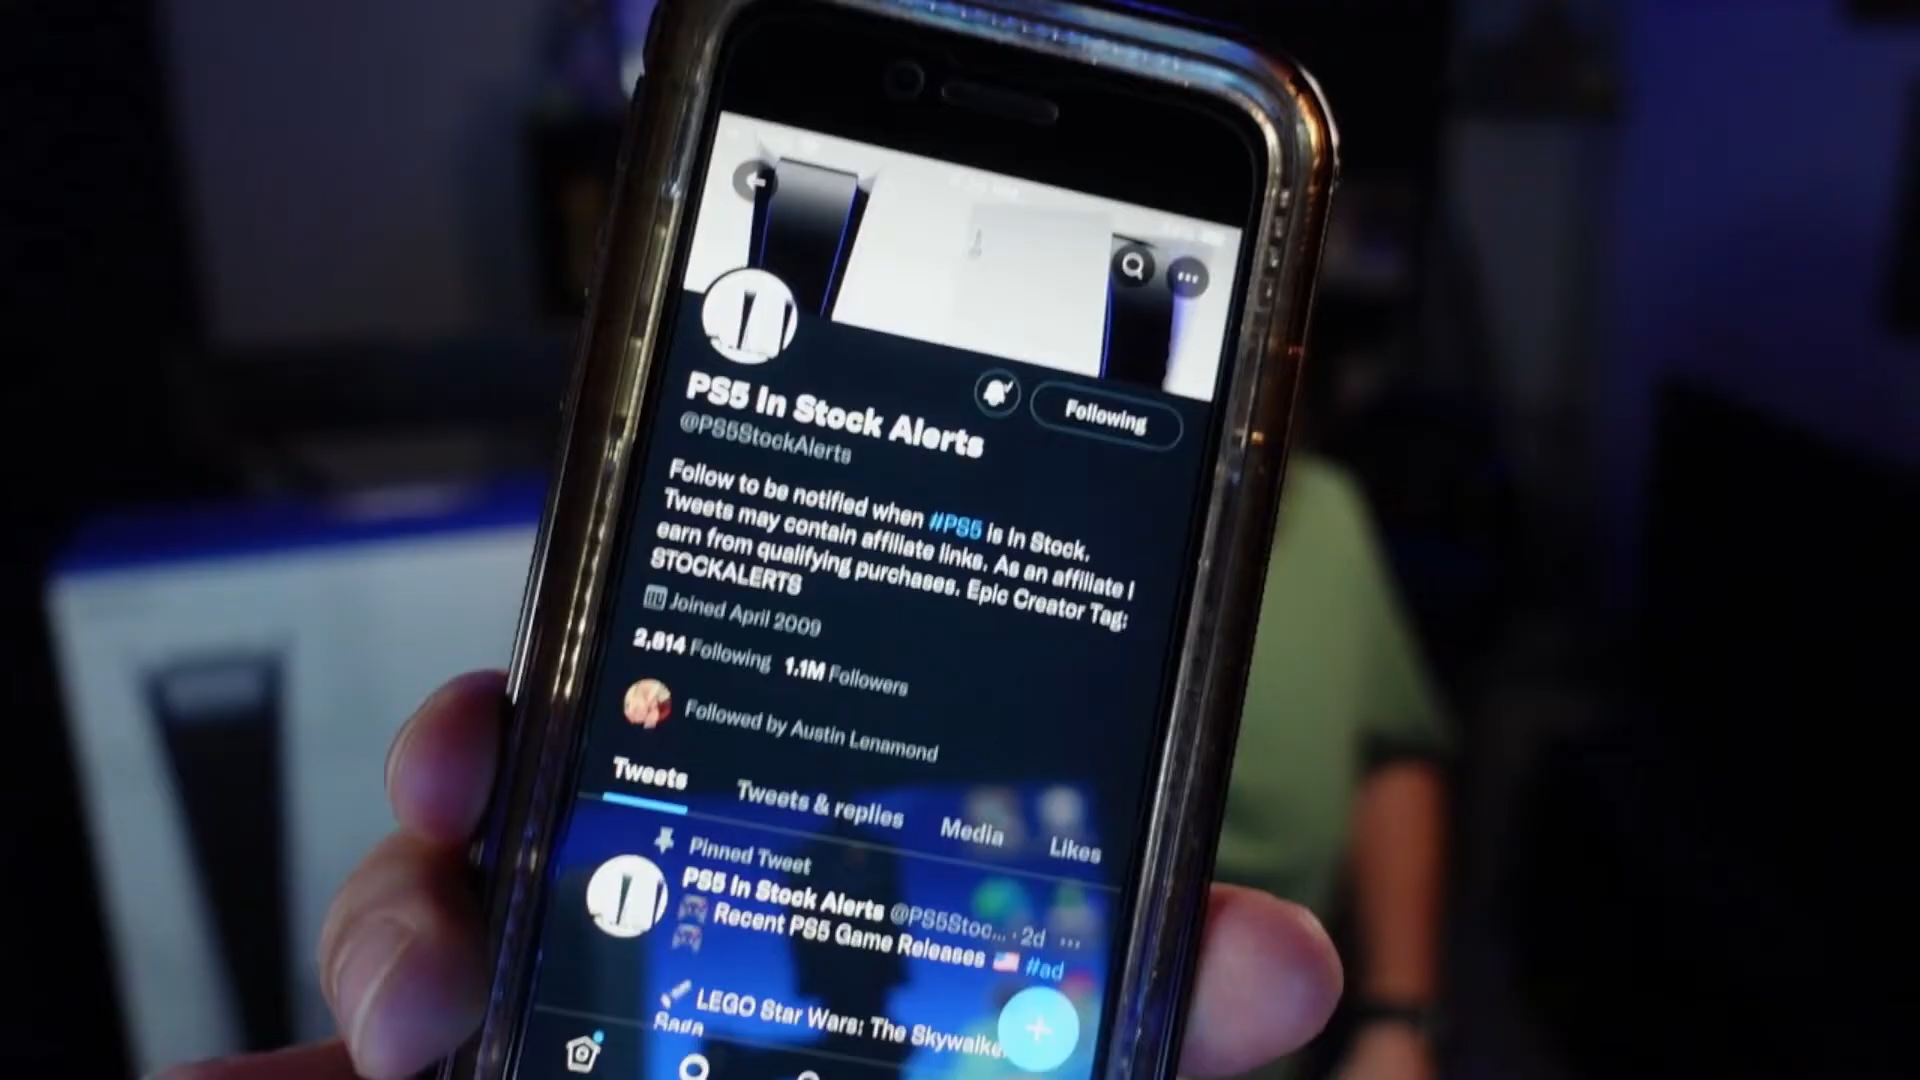 PS5 In Stock Alerts
Following
@PS5StockAlerts
Follow to be notified when #PS5 is In Stock.
Tweets may contain affiliate links. As an affiliate I
earn from qualifying purchases. Epic Creator Tag:
STOCKALERTS
Joined April 2009
2,814 Following 1.1M Followers
Followed by Austin Lenamond
Tweets Tweets & replies Media Likes
Pinned Tweet
PS5 In Stock Alerts @PS5Stoc... · 2d
Recent PS5 Game Releases #ad
LEGO Star Wars: The Skywalke
Saga